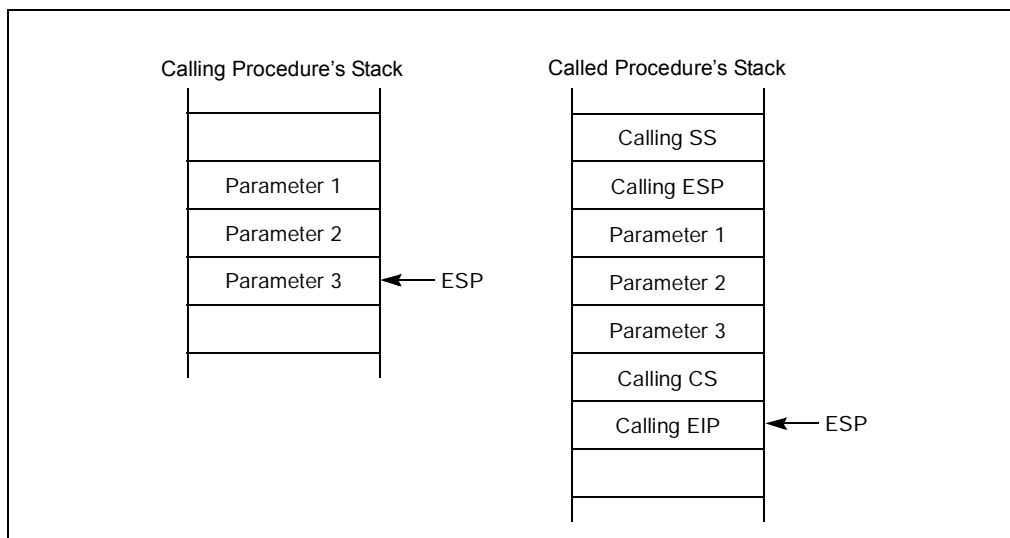 Calling Procedure's Stack
Parameter 1
Parameter 2
Parameter 3
ESP
Called Procedure's Stack
Calling SS
Calling ESP
Parameter 1
Parameter 2
Parameter 3
Calling CS
Calling EIP
ESP